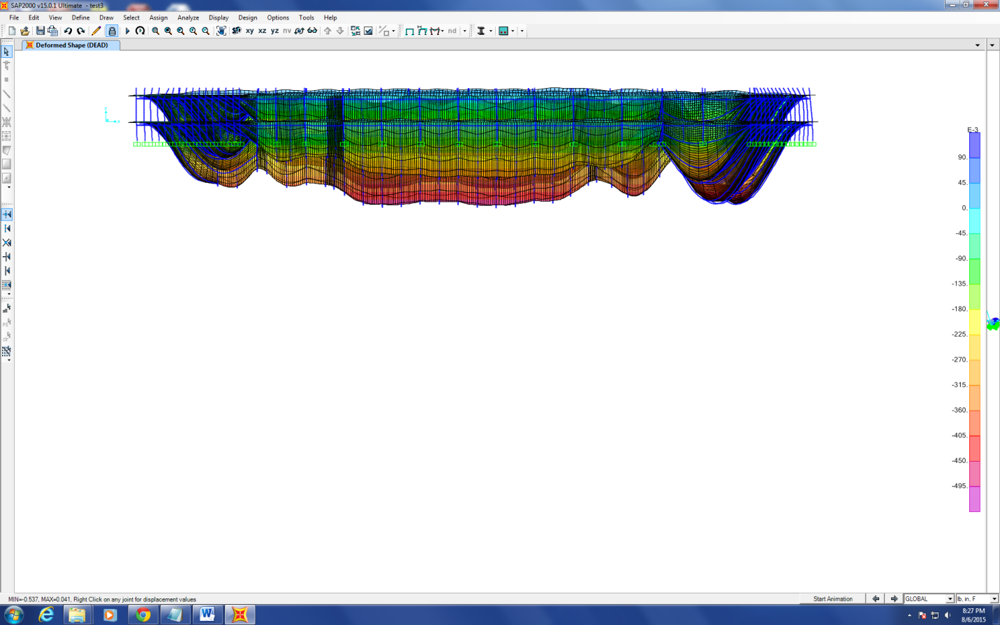 SAP2000 v15.0.1 Ultimate - test3
File Edit View Define Draw Select Assign Analyze Display Design Options Tools Help
3D xy xz yz nv nd
Deformed Shape (DEAD)
E-3
90.
45.
0.
-45.
-90.
-135.
-180.
-225.
-270.
-315.
-360.
-405.
-450.
-495.
MIN=-0.537, MAX=0.041, Right Click on any joint for displacement values
Start Animation
GLOBAL
lb, in, F
8:27 PM
8/6/2015